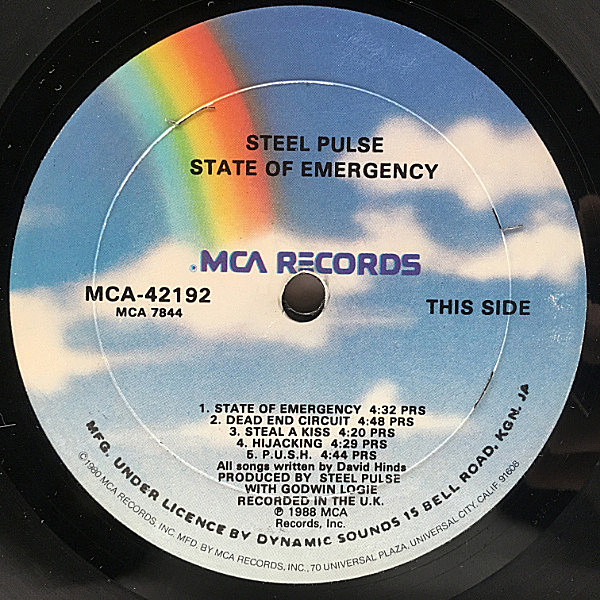 STEEL PULSE
STATE OF EMERGENCY
MCA RECORDS
MCA-42192
MCA 7844
THIS SIDE
1. STATE OF EMERGENCY 4:32 PRS
2. DEAD END CIRCUIT 4:48 PRS
3. STEAL A KISS 4:20 PRS
4. HIJACKING 4:29 PRS
5. P.U.S.H. 4:44 PRS
All songs written by David Hinds
PRODUCED BY STEEL PULSE
WITH GODWIN LOGIE
RECORDED IN THE U.K.
℗ 1988 MCA
Records, Inc.
MFG. UNDER LICENCE BY DYNAMIC SOUNDS 15 BELL ROAD. KGN. JA
©1980 MCA RECORDS, INC. MFD. BY MCA RECORDS, INC., 70 UNIVERSAL PLAZA, UNIVERSAL CITY, CALIF. 91608